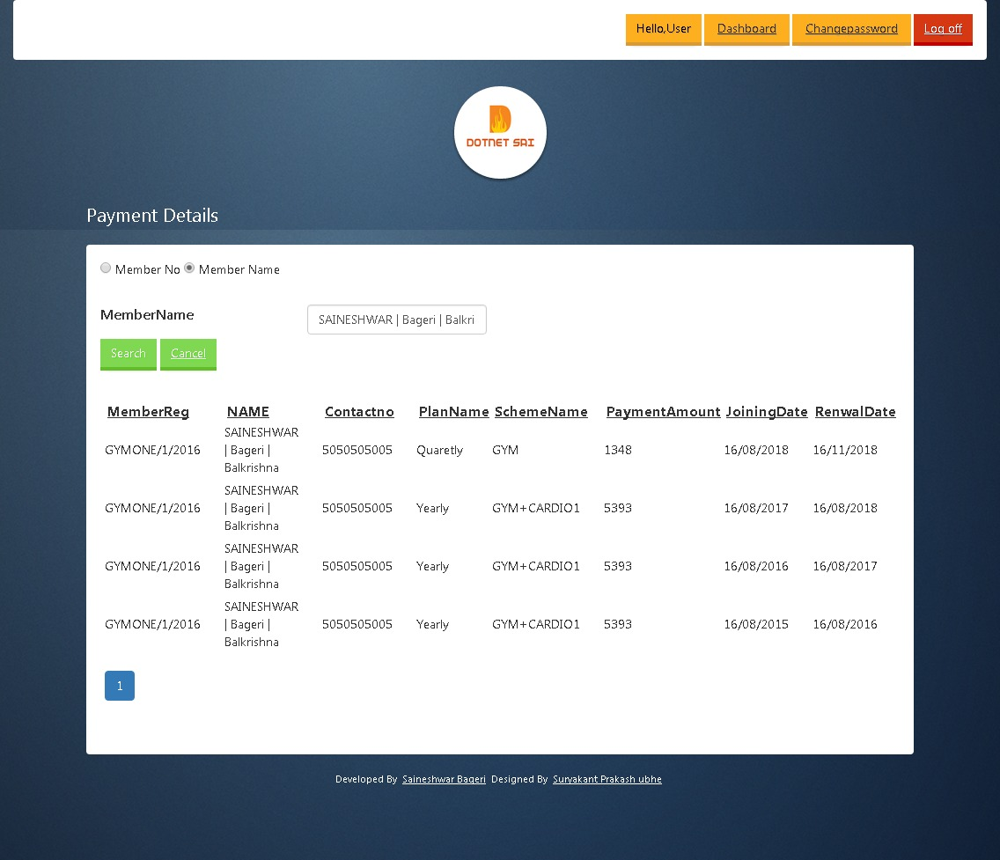 Hello,User Dashboard Changepassword Log off
DOTNET SAI
Payment Details
Member No Member Name
MemberName SAINESHWAR | Bageri | Balkri
Search Cancel
MemberReg NAME Contactno PlanName SchemeName PaymentAmount JoiningDate RenwalDate
SAINESHWAR
GYMONE/1/2016 | Bageri | 5050505005 Quaretly GYM 1348 16/08/2018 16/11/2018
Balkrishna
SAINESHWAR
GYMONE/1/2016 | Bageri | 5050505005 Yearly GYM+CARDIO1 5393 16/08/2017 16/08/2018
Balkrishna
SAINESHWAR
GYMONE/1/2016 | Bageri | 5050505005 Yearly GYM+CARDIO1 5393 16/08/2016 16/08/2017
Balkrishna
SAINESHWAR
GYMONE/1/2016 | Bageri | 5050505005 Yearly GYM+CARDIO1 5393 16/08/2015 16/08/2016
Balkrishna
1
Developed By Saineshwar Bageri Designed By Suryakant Prakash ubhe